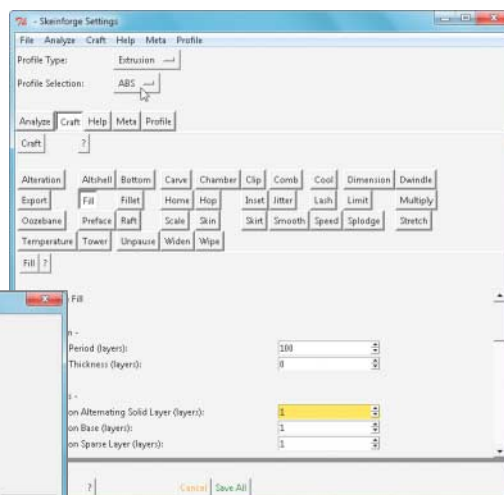 - Skeinforge Settings
File Analyze Craft Help Meta Profile
Profile Type: Extrusion
Profile Selection: ABS
Analyze Craft Help Meta Profile
Craft ?
Alteration Altshell Bottom Carve Chamber Clip Comb Cool Dimension Dwindle
Export Fill Fillet Home Hop Inset Jitter Lash Limit Multiply
Oozebane Preface Raft Scale Skin Skirt Smooth Speed Splodge Stretch
Temperature Tower Unpause Widen Wipe
Fill ?
Fill
n -
Period (layers): 100
Thickness (layers): 0
s -
on Alternating Solid Layer (layers): 1
on Base (layers): 1
on Sparse Layer (layers): 1
? Cancel Save All